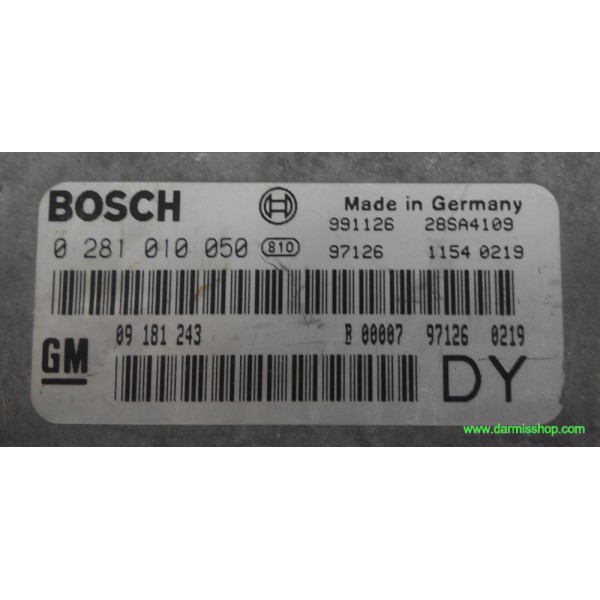 BOSCH
Made in Germany
991126 28SA4109
0 281 010 050 S10 97126 1154 0219
GM
09 181 243 R 00007 97126 0219
DY
www.darmisshop.com